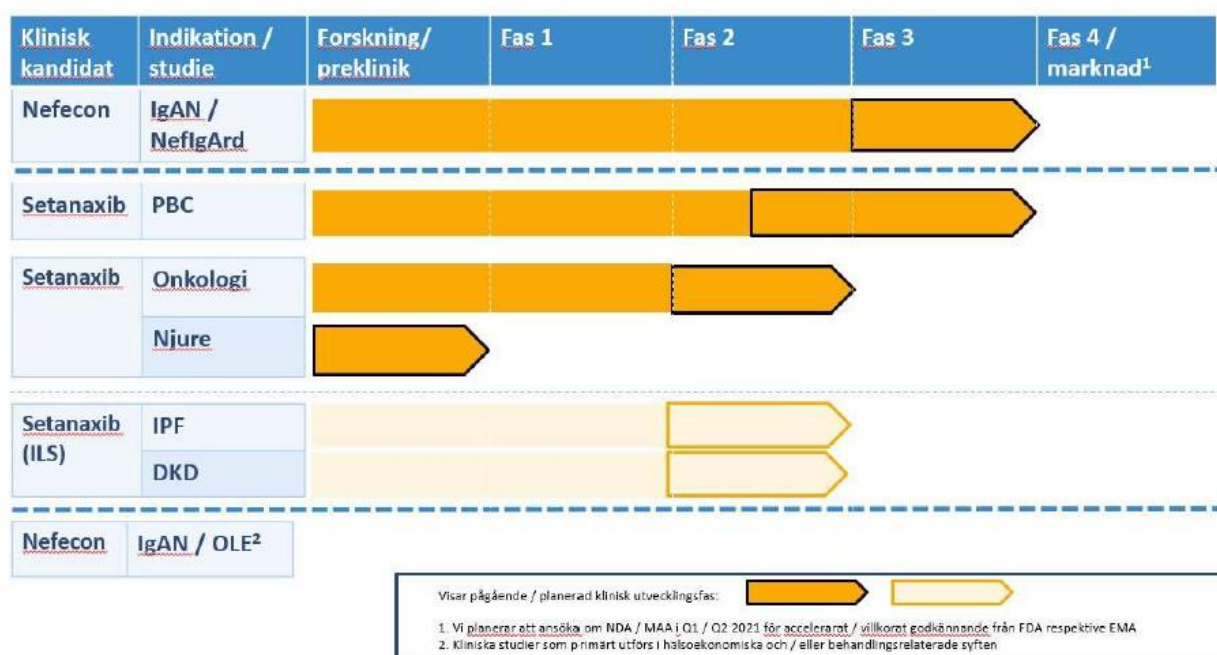 Klinisk kandidat
Indikation / studie
Forskning/ preklinik
Fas 1
Fas 2
Fas 3
Fas 4 / marknad¹
Nefecon
IgAN / NefIgArd
Setanaxib
PBC
Setanaxib
Onkologi
Njure
Setanaxib (ILS)
IPF
DKD
Nefecon
IgAN / OLE²
Visar pågående / planerad klinisk utvecklingsfas:
1. Vi planerar att ansöka om NDA / MAA i Q1 / Q2 2021 för accelerarat / villkorat godkännande från FDA respektive EMA
2. Kliniska studier som primärt utförs i hälsoekonomiska och / eller behandlingsrelaterade syften